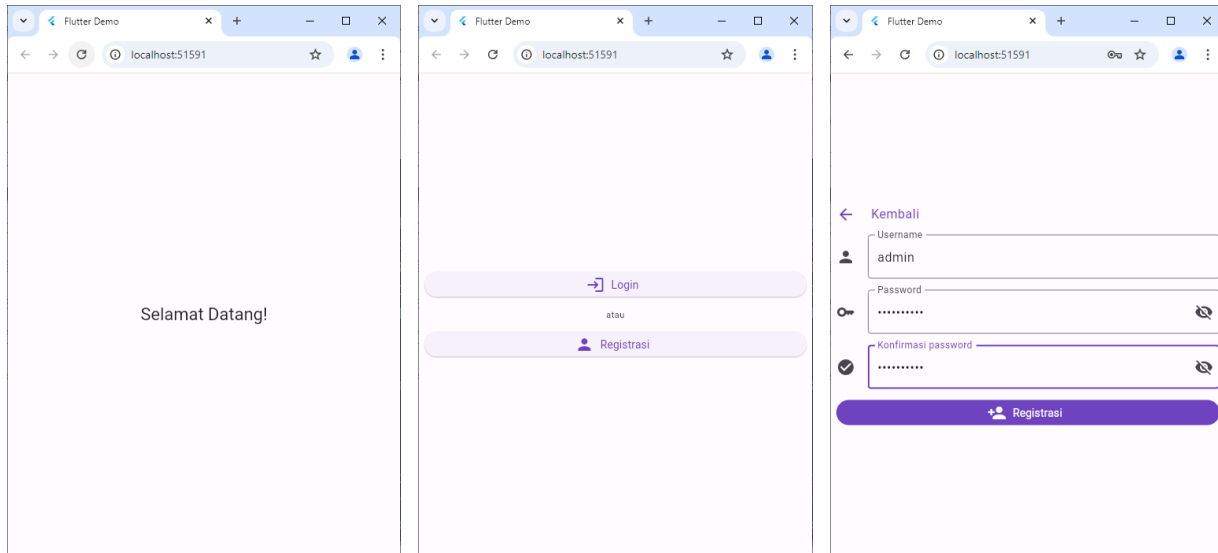 Flutter Demo
localhost:51591
Selamat Datang!
Flutter Demo
localhost:51591
Login
atau
Registrasi
Flutter Demo
localhost:51591
Kembali
Username
admin
Password
••••••••••
Konfirmasi password
••••••••••
Registrasi